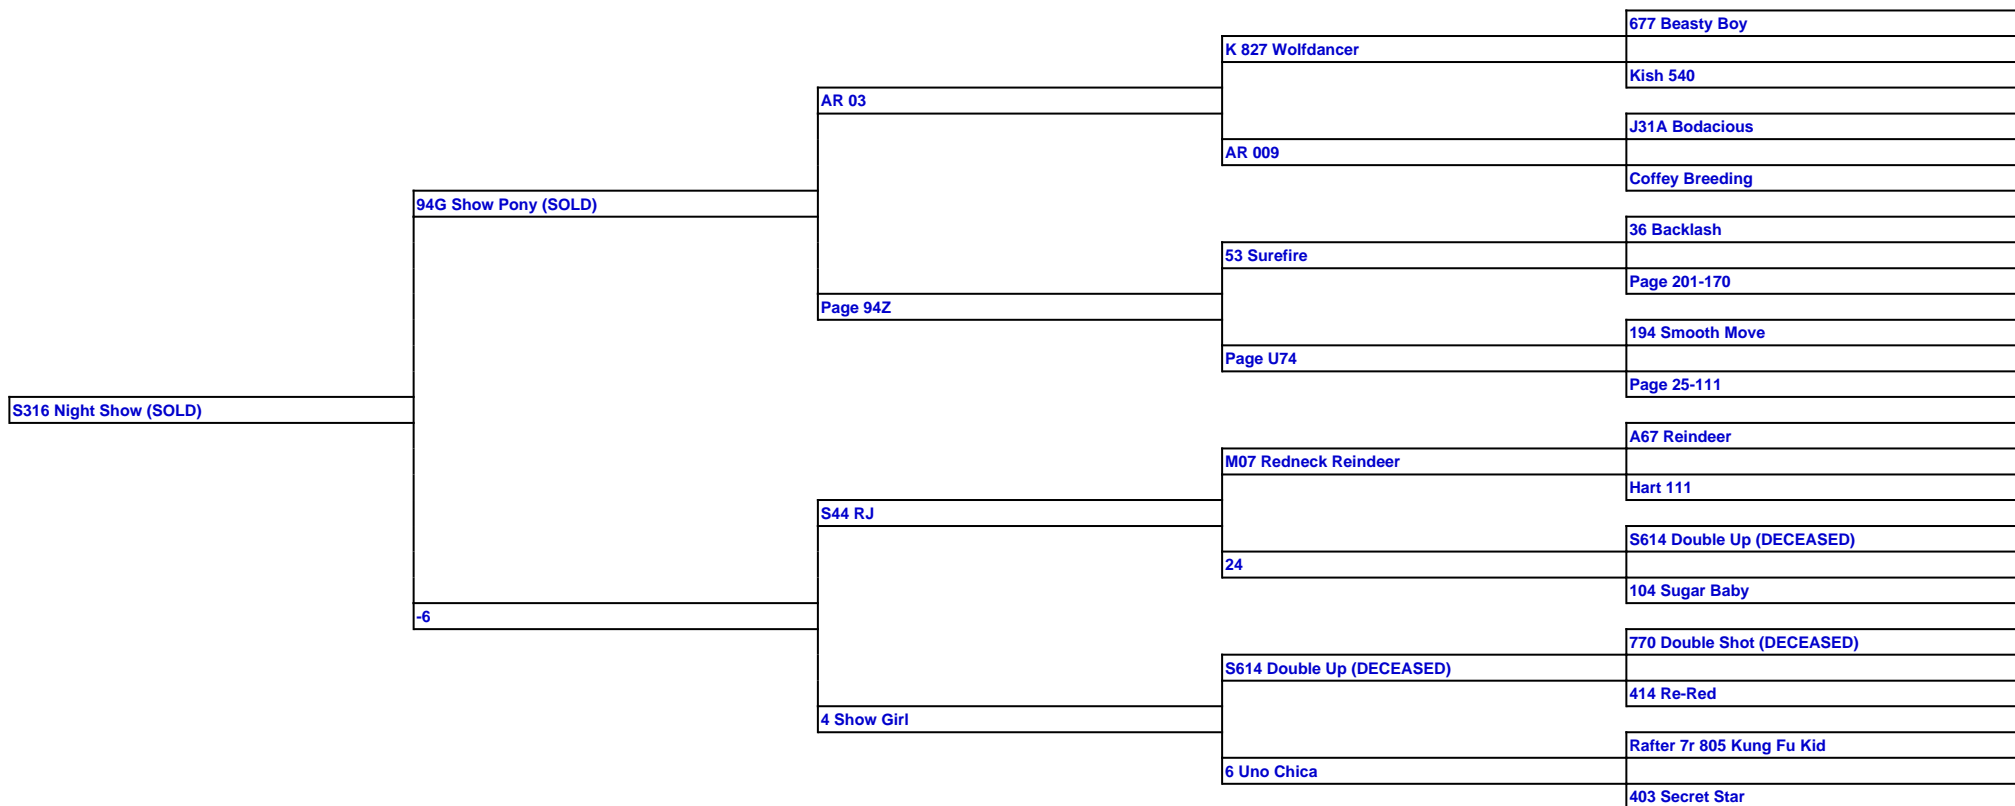 677 Beasty Boy
K 827 Wolfdancer
Kish 540
AR 03
J31A Bodacious
AR 009
Coffey Breeding
94G Show Pony (SOLD)
36 Backlash
53 Surefire
Page 201-170
Page 94Z
194 Smooth Move
Page U74
Page 25-111
S316 Night Show (SOLD)
A67 Reindeer
M07 Redneck Reindeer
Hart 111
S44 RJ
S614 Double Up (DECEASED)
24
104 Sugar Baby
-6
770 Double Shot (DECEASED)
S614 Double Up (DECEASED)
414 Re-Red
4 Show Girl
Rafter 7r 805 Kung Fu Kid
6 Uno Chica
403 Secret Star